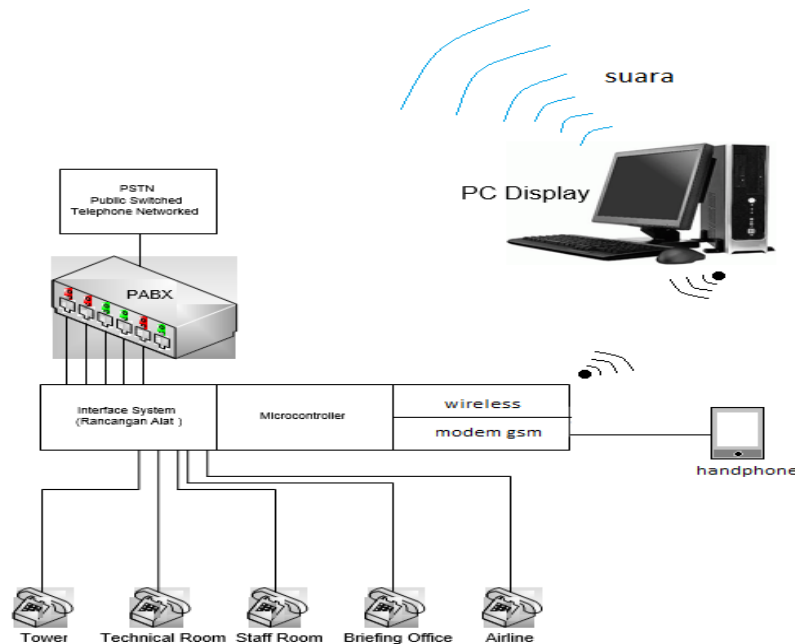 suara
PC Display
PSTN
Public Switched
Telephone Networked
PABX
Interface System
(Rancangan Alat )
Microcontroller
wireless
modem gsm
handphone
Tower
Technical Room
Staff Room
Briefing Office
Airline